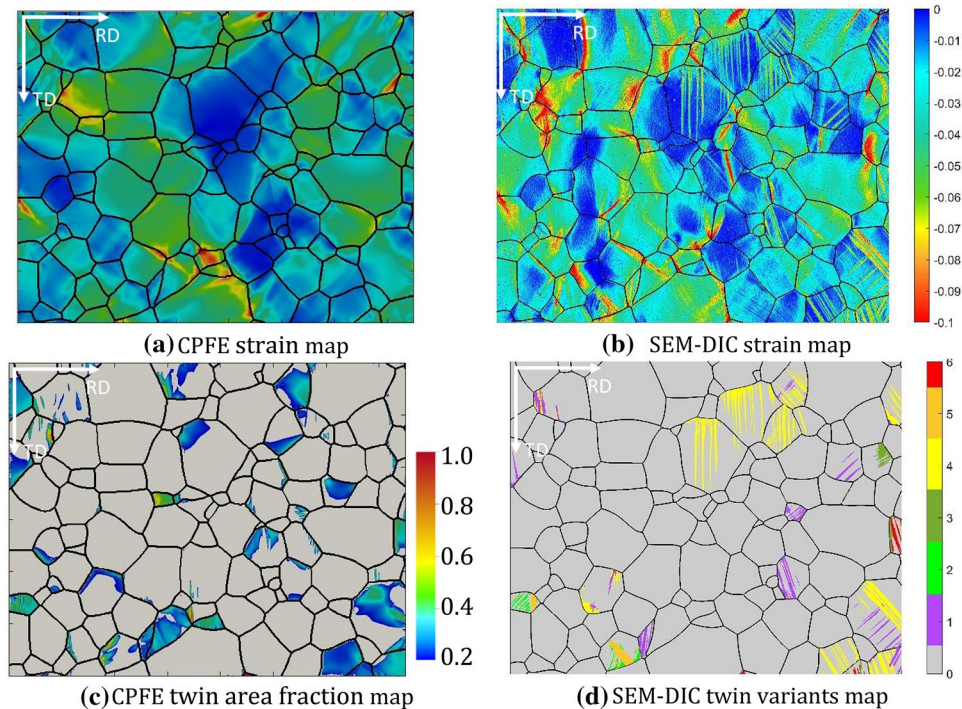 RD
TD
RD
TD
0
-0.01
-0.02
-0.03
-0.04
-0.05
-0.06
-0.07
-0.08
-0.09
-0.1
(a) CPFE strain map
(b) SEM-DIC strain map
RD
TD
1.0
0.8
0.6
0.4
0.2
RD
TD
6
5
4
3
2
1
0
(c) CPFE twin area fraction map
(d) SEM-DIC twin variants map